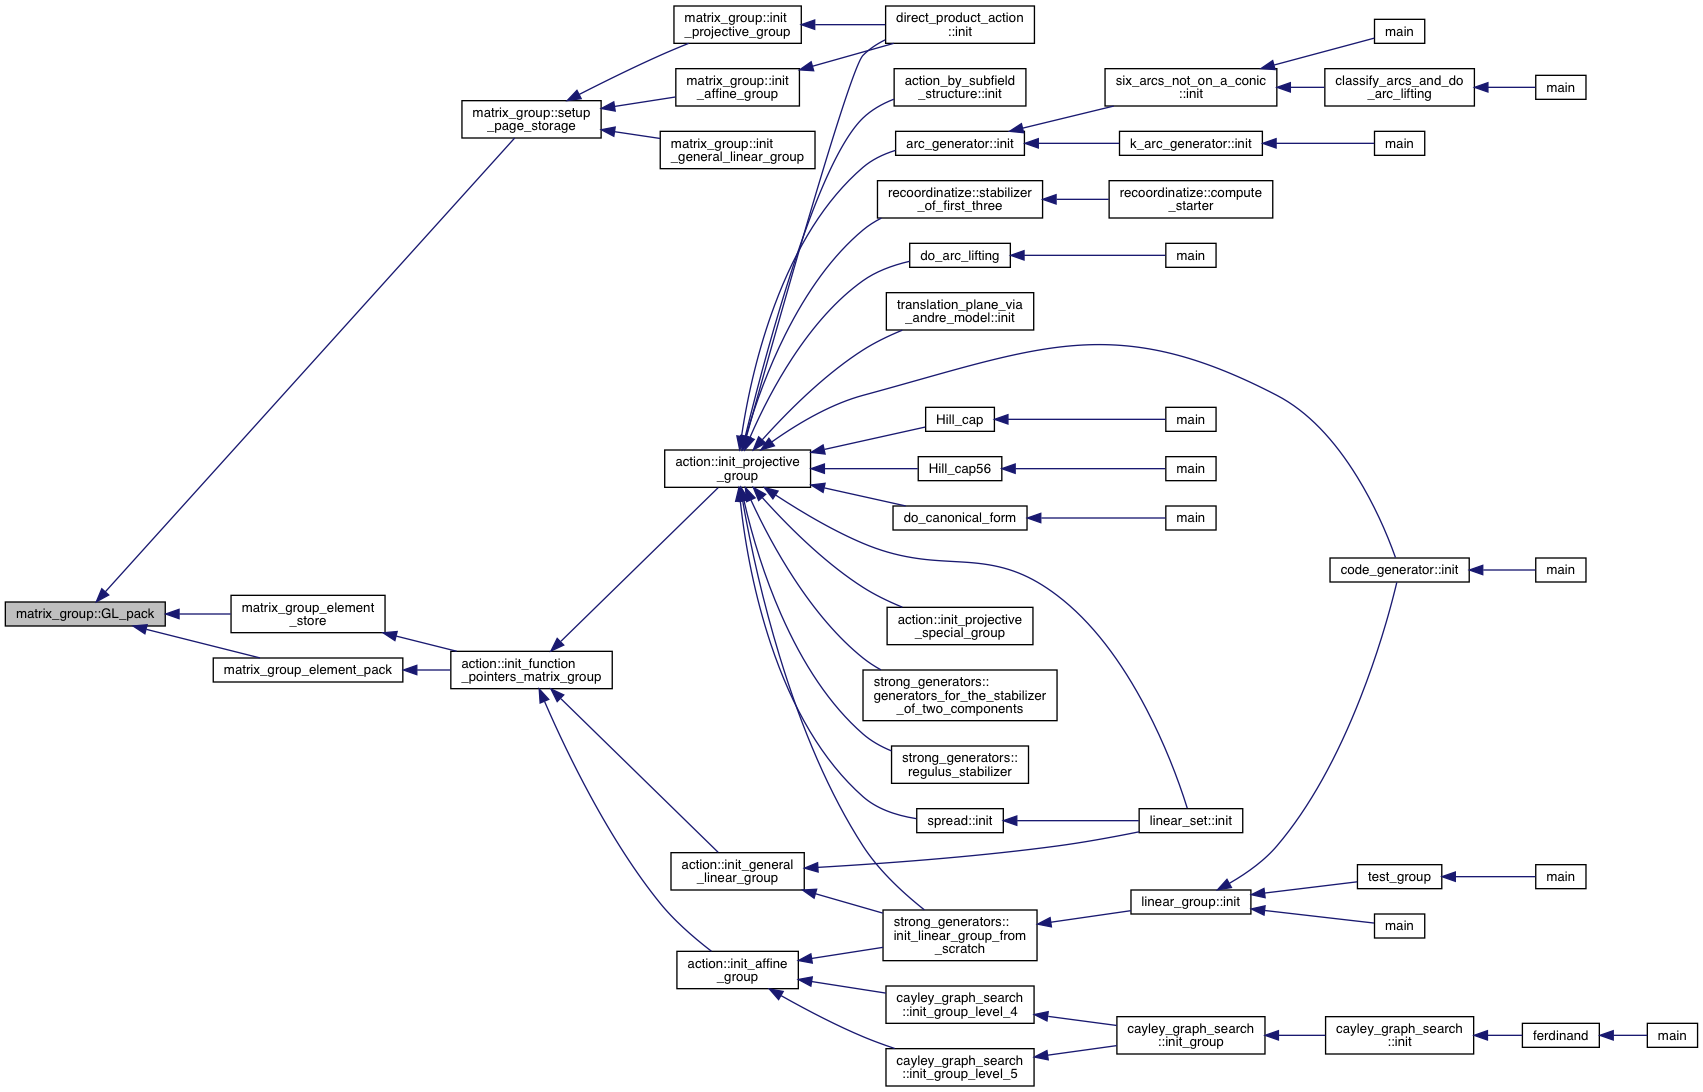 matrix_group::GL_pack
matrix_group::setup
_page_storage
matrix_group_element
_store
matrix_group_element_pack
matrix_group::init
_projective_group
matrix_group::init
_affine_group
matrix_group::init
_general_linear_group
action::init_function
_pointers_matrix_group
action::init_projective
_group
action::init_general
_linear_group
action::init_affine
_group
direct_product_action
::init
action_by_subfield
_structure::init
arc_generator::init
recoordinatize::stabilizer
_of_first_three
do_arc_lifting
translation_plane_via
_andre_model::init
Hill_cap
Hill_cap56
do_canonical_form
action::init_projective
_special_group
strong_generators::
generators_for_the_stabilizer
_of_two_components
strong_generators::
regulus_stabilizer
spread::init
strong_generators::
init_linear_group_from
_scratch
cayley_graph_search
::init_group_level_4
cayley_graph_search
::init_group_level_5
six_arcs_not_on_a_conic
::init
k_arc_generator::init
recoordinatize::compute
_starter
main
main
main
main
linear_set::init
linear_group::init
cayley_graph_search
::init_group
main
classify_arcs_and_do
_arc_lifting
main
main
code_generator::init
main
test_group
main
main
cayley_graph_search
::init
ferdinand
main